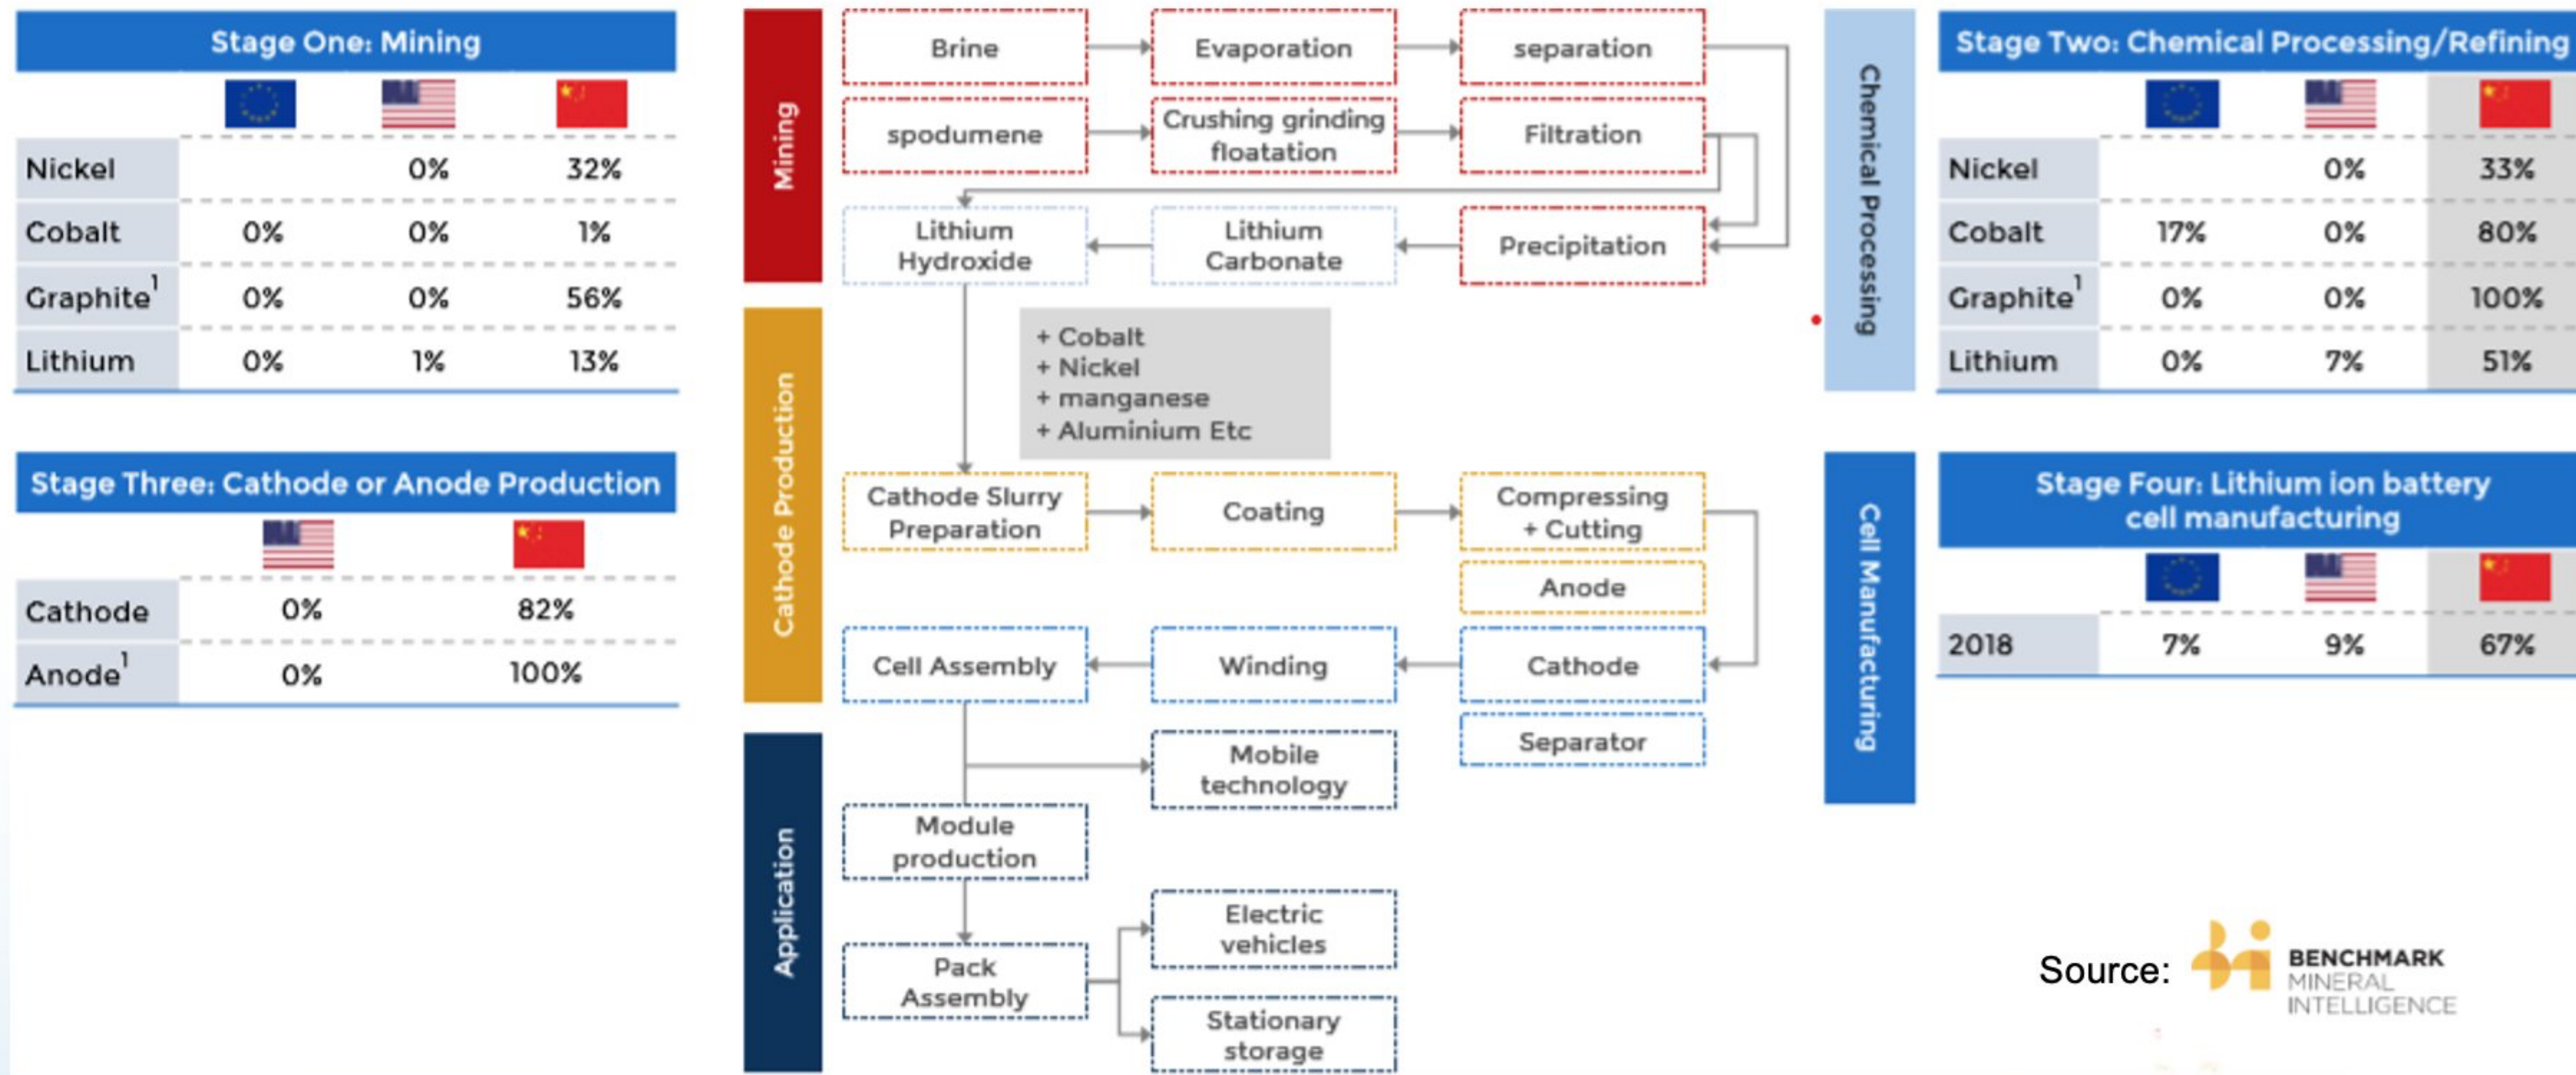 Stage One: Mining
Nickel 0% 32%
Cobalt 0% 0% 1%
Graphite1 0% 0% 56%
Lithium 0% 1% 13%
Stage Three: Cathode or Anode Production
Cathode 0% 82%
Anode1 0% 100%
Mining
Brine
Evaporation
separation
spodumene
Crushing grinding
floatation
Filtration
Lithium
Hydroxide
Lithium
Carbonate
Precipitation
Cathode Production
+ Cobalt
+ Nickel
+ manganese
+ Aluminium Etc
Cathode Slurry
Preparation
Coating
Compressing
+ Cutting
Anode
Cell Assembly
Winding
Cathode
Separator
Application
Mobile
technology
Module
production
Electric
vehicles
Pack
Assembly
Stationary
storage
Chemical Processing
Stage Two: Chemical Processing/Refining
Nickel 0% 33%
Cobalt 17% 0% 80%
Graphite1 0% 0% 100%
Lithium 0% 7% 51%
Cell Manufacturing
Stage Four: Lithium ion battery
cell manufacturing
2018 7% 9% 67%
Source:
BENCHMARK
MINERAL
INTELLIGENCE